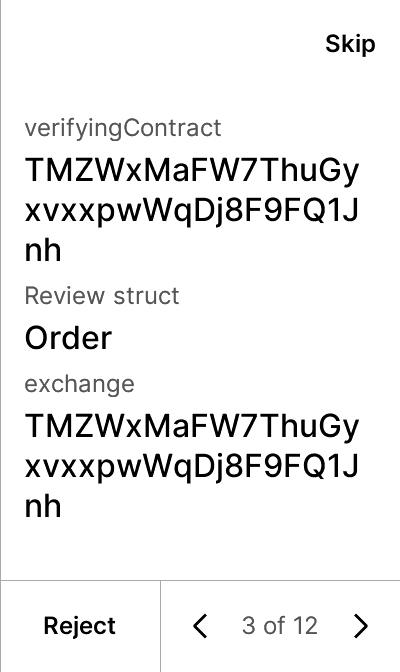 Skip
verifyingContract
TMZWxMaFW7ThuGy
xvxxpwWqDj8F9FQ1J
nh
Review struct
Order
exchange
TMZWxMaFW7ThuGy
xvxxpwWqDj8F9FQ1J
nh
Reject
3 of 12